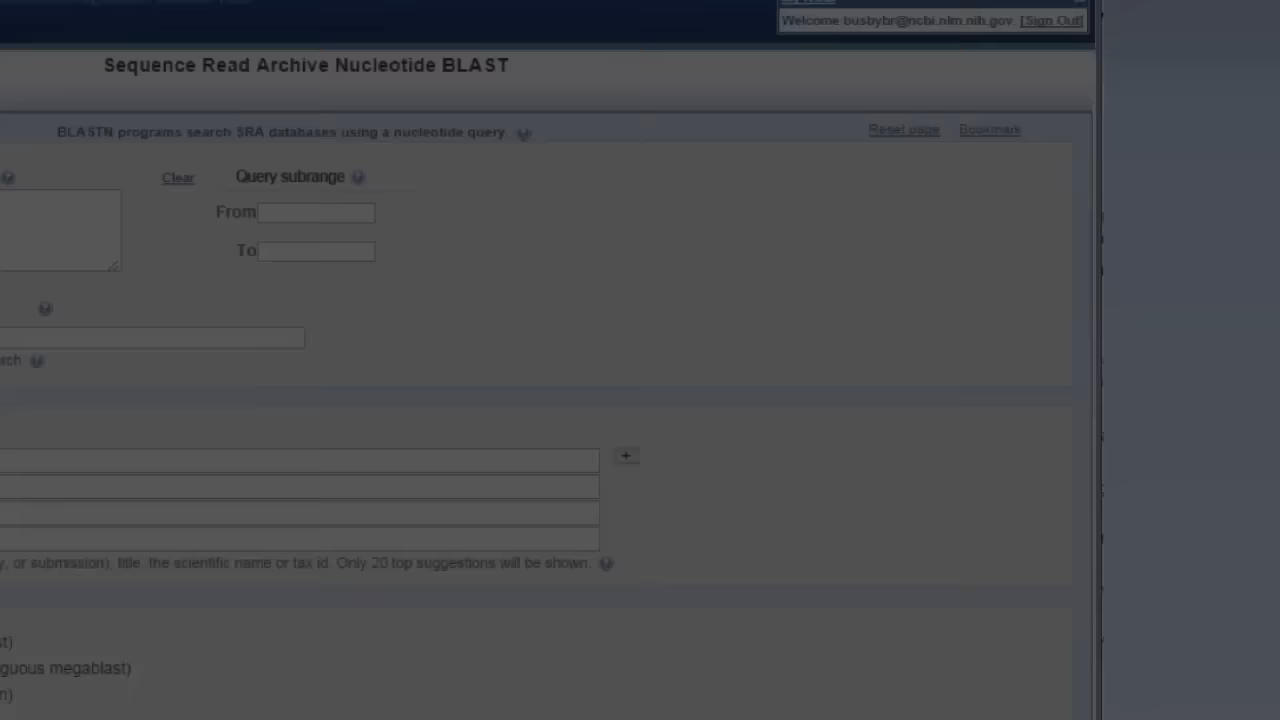 Welcome busbybr@ncbi.nlm.nih.gov. [Sign Out]
Sequence Read Archive Nucleotide BLAST
BLASTN programs search SRA databases using a nucleotide query.
Reset page
Bookmark
Clear
Query subrange
From
To
rch
+
y, or submission), title, the scientific name or tax id. Only 20 top suggestions will be shown.
st)
guous megablast)
n)